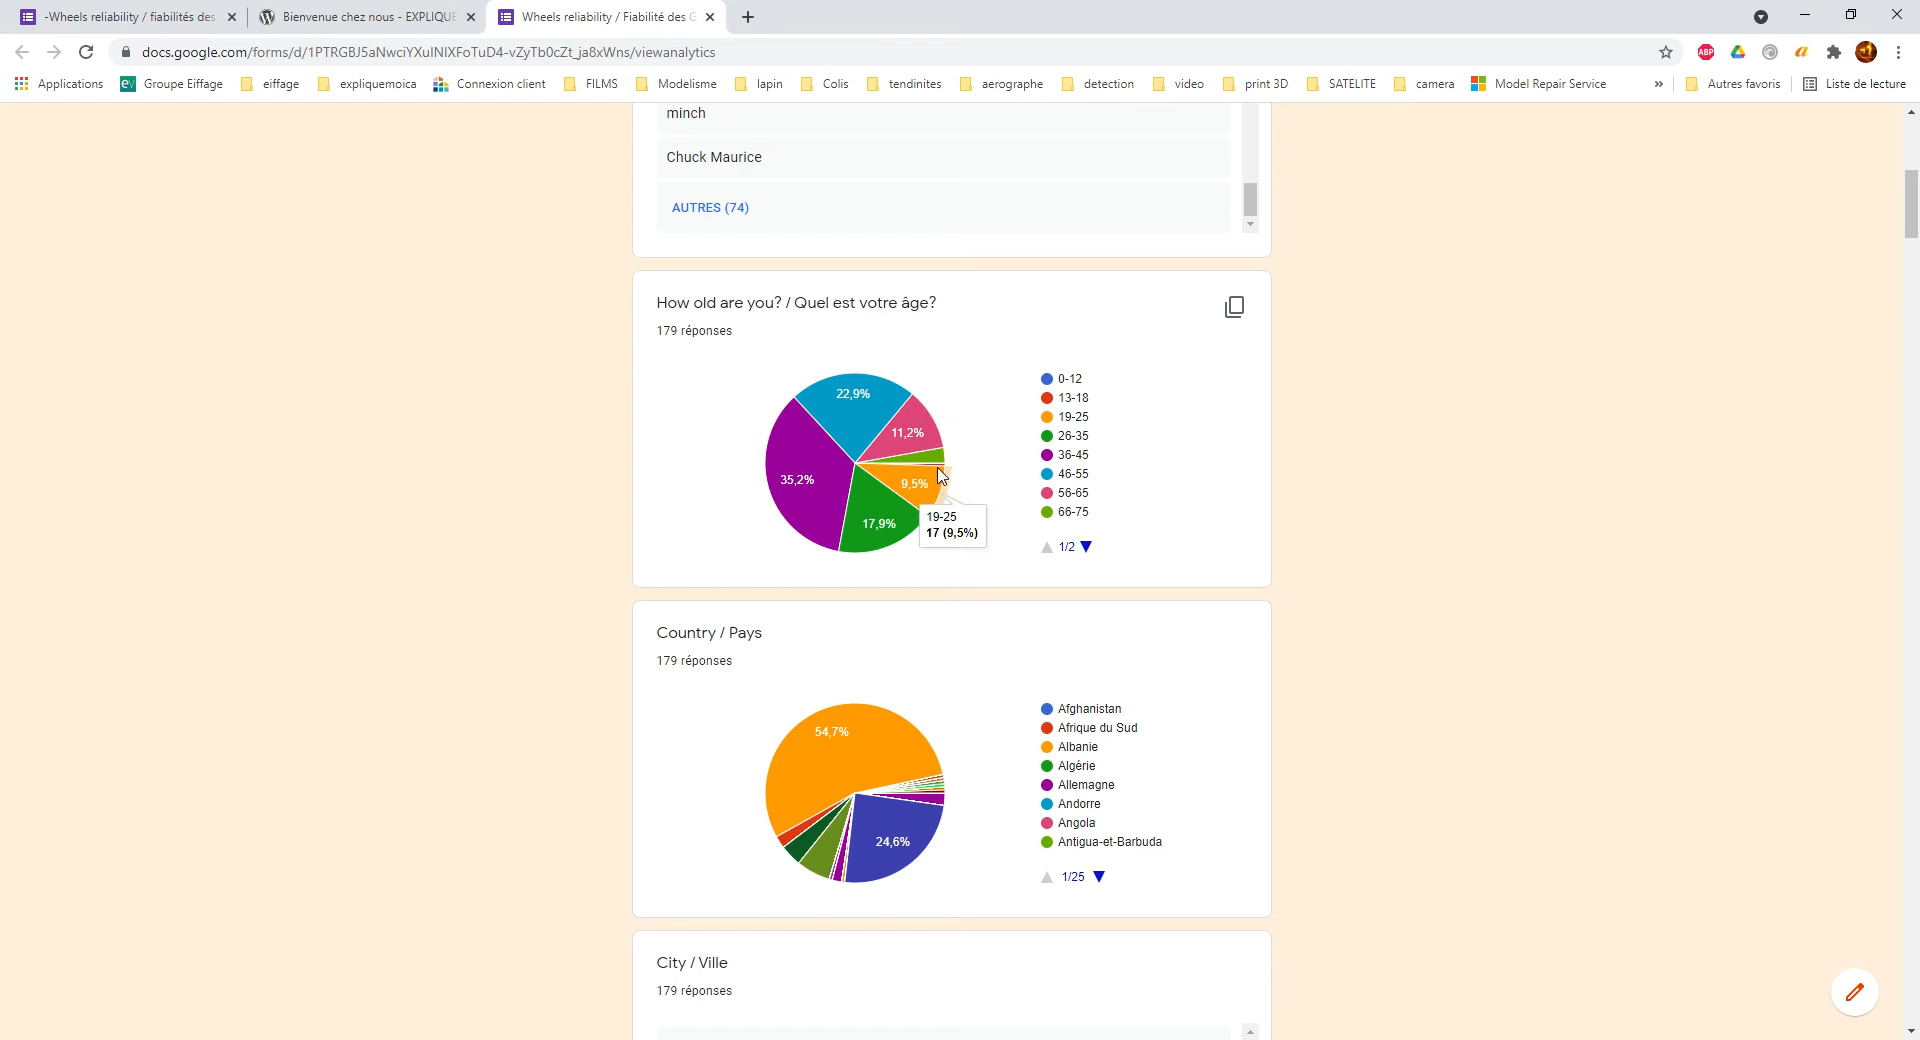 -Wheels reliability / fiabilités des
Bienvenue chez nous - EXPLIQUE
Wheels reliability / Fiabilité des G
docs.google.com/forms/d/1PTRGBJ5aNwciYXuINIXFoTuD4-vZyTb0cZt_ja8xWns/viewanalytics
ABP
Applications
Groupe Eiffage
eiffage
expliquemoica
Connexion client
FILMS
Modelisme
lapin
Colis
tendinites
aerographe
detection
video
print 3D
SATELITE
camera
Model Repair Service
»
Autres favoris
Liste de lecture
minch
Chuck Maurice
AUTRES (74)
How old are you? / Quel est votre âge?
179 réponses
22,9%
11,2%
35,2%
9,5%
17,9%
19-25
17 (9,5%)
0-12
13-18
19-25
26-35
36-45
46-55
56-65
66-75
1/2
Country / Pays
179 réponses
54,7%
24,6%
Afghanistan
Afrique du Sud
Albanie
Algérie
Allemagne
Andorre
Angola
Antigua-et-Barbuda
1/25
City / Ville
179 réponses